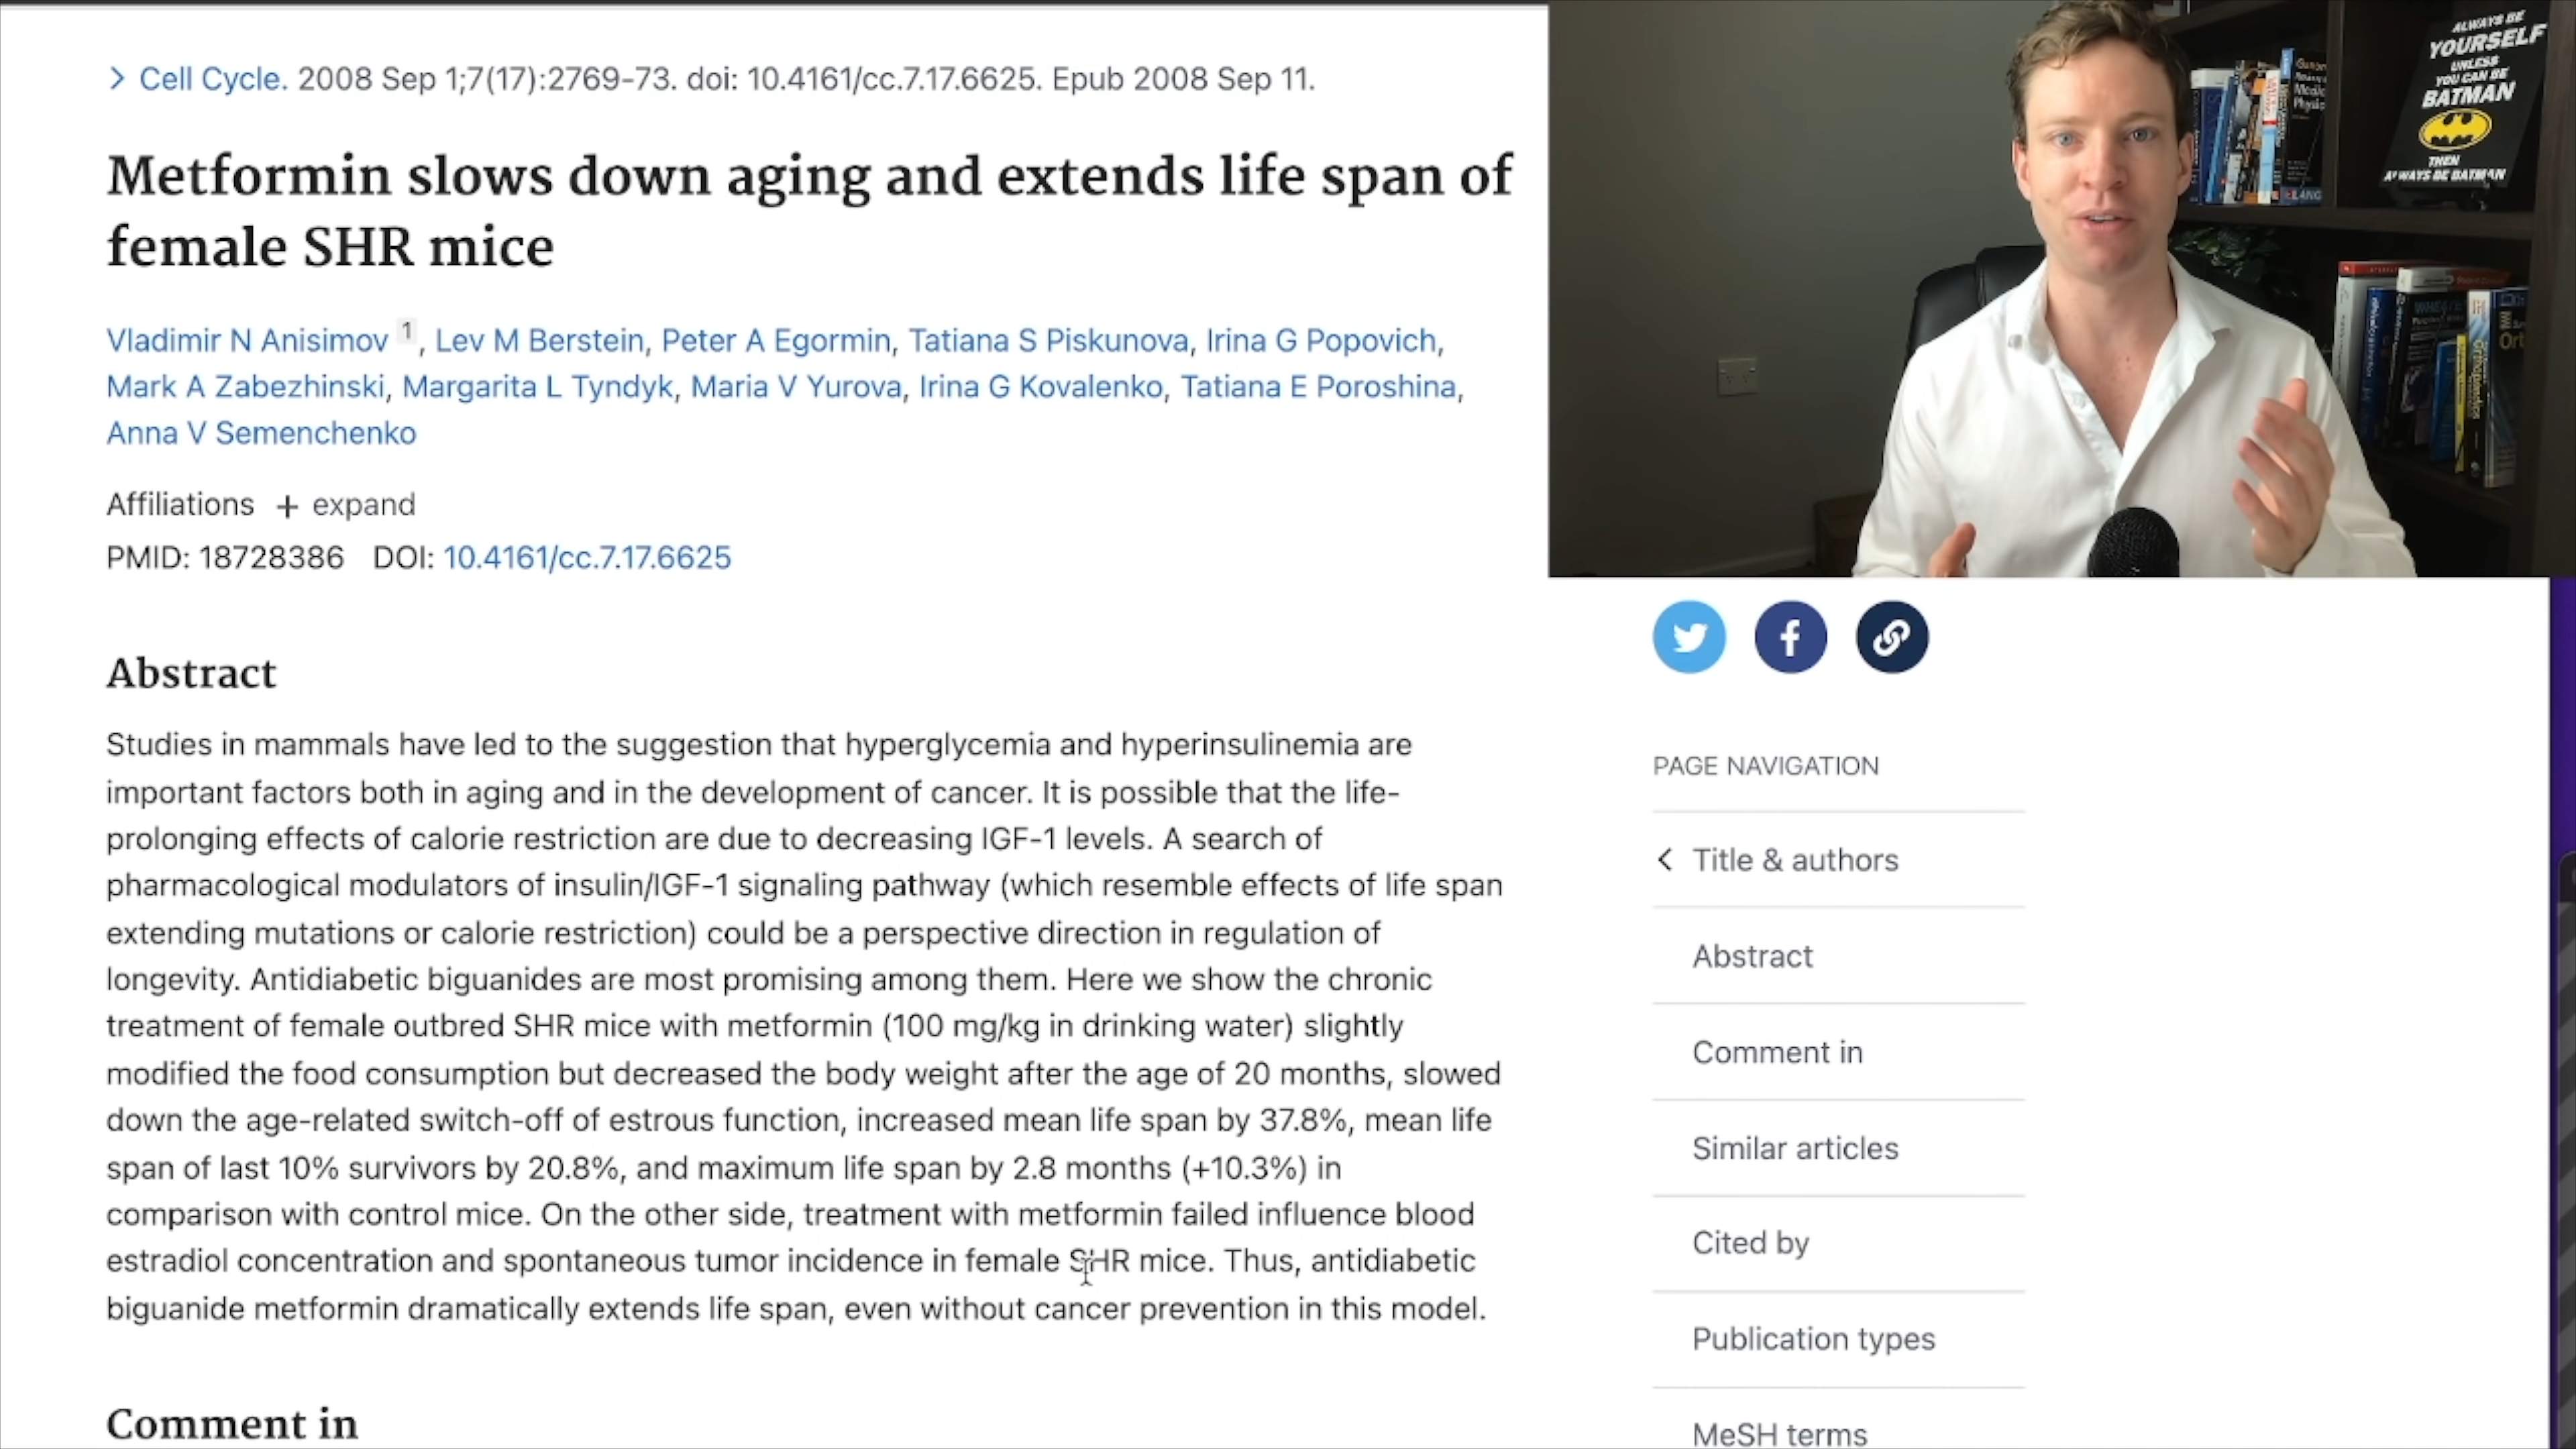 Cell Cycle. 2008 Sep 1;7(17):2769-73. doi: 10.4161/cc.7.17.6625. Epub 2008 Sep 11.
Metformin slows down aging and extends life span of
female SHR mice
Vladimir N Anisimov 1, Lev M Berstein, Peter A Egormin, Tatiana S Piskunova, Irina G Popovich,
Mark A Zabezhinski, Margarita L Tyndyk, Maria V Yurova, Irina G Kovalenko, Tatiana E Poroshina,
Anna V Semenchenko
Affiliations + expand
PMID: 18728386 DOI: 10.4161/cc.7.17.6625
Abstract
Studies in mammals have led to the suggestion that hyperglycemia and hyperinsulinemia are
important factors both in aging and in the development of cancer. It is possible that the life-
prolonging effects of calorie restriction are due to decreasing IGF-1 levels. A search of
pharmacological modulators of insulin/IGF-1 signaling pathway (which resemble effects of life span
extending mutations or calorie restriction) could be a perspective direction in regulation of
longevity. Antidiabetic biguanides are most promising among them. Here we show the chronic
treatment of female outbred SHR mice with metformin (100 mg/kg in drinking water) slightly
modified the food consumption but decreased the body weight after the age of 20 months, slowed
down the age-related switch-off of estrous function, increased mean life span by 37.8%, mean life
span of last 10% survivors by 20.8%, and maximum life span by 2.8 months (+10.3%) in
comparison with control mice. On the other side, treatment with metformin failed influence blood
estradiol concentration and spontaneous tumor incidence in female SHR mice. Thus, antidiabetic
biguanide metformin dramatically extends life span, even without cancer prevention in this model.
Comment in
ALWAYS BE
YOURSELF
UNLESS
YOU CAN BE
BATMAN
THEN
ALWAYS BE BATMAN
PAGE NAVIGATION
Title & authors
Abstract
Comment in
Similar articles
Cited by
Publication types
MeSH terms